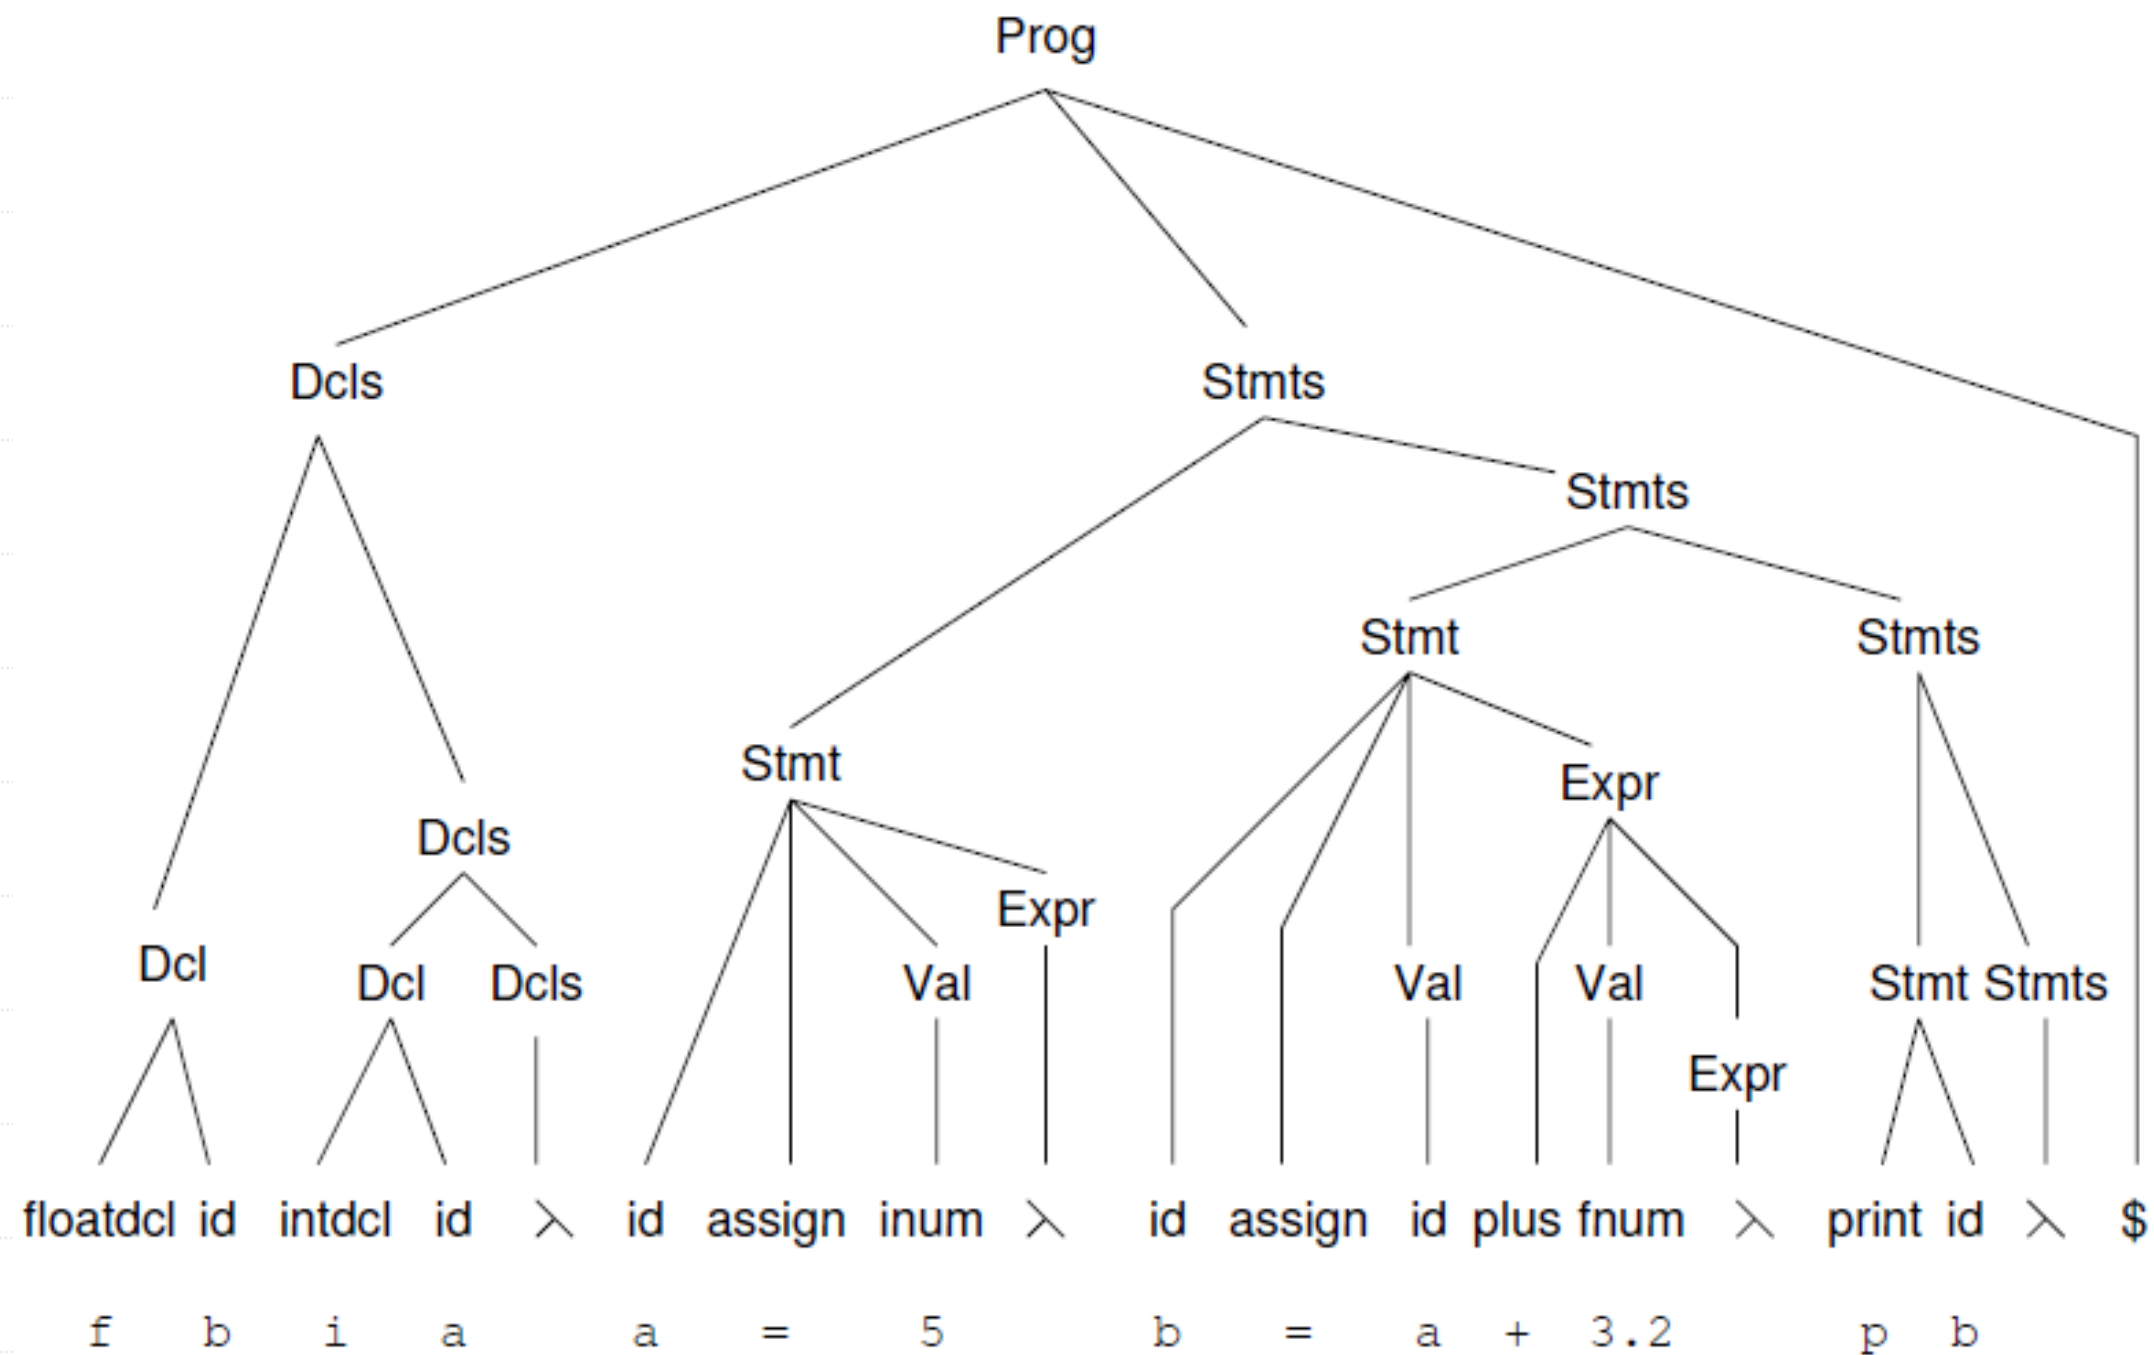 Prog
Dcls Stmts
Stmts
Stmt Stmts
Stmt
Expr
Dcls
Expr
Dcl
Dcl Dcls Val Val Val Stmt Stmts
Expr
floatdcl id intdcl id λ id assign inum λ id assign id plus fnum λ print id λ $
f b i a a = 5 b = a + 3.2 p b